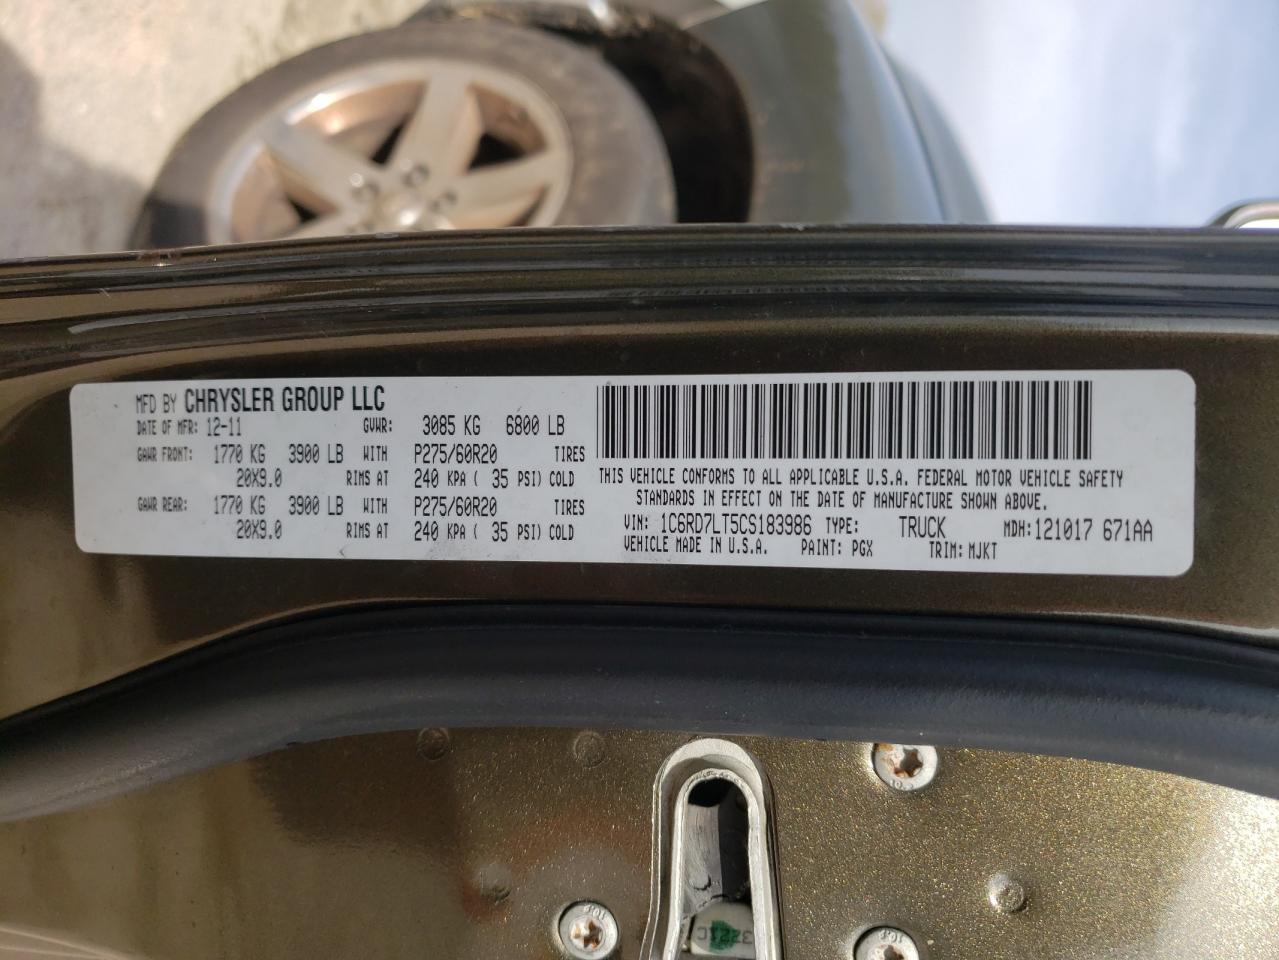 MFD BY CHRYSLER GROUP LLC
DATE OF MFR: 12-11 GVWR: 3085 KG 6800 LB
GAWR FRONT: 1770 KG 3900 LB WITH P275/60R20 TIRES
20X9.0 RIMS AT 240 KPA ( 35 PSI) COLD
GAWR REAR: 1770 KG 3900 LB WITH P275/60R20 TIRES
20X9.0 RIMS AT 240 KPA ( 35 PSI) COLD
THIS VEHICLE CONFORMS TO ALL APPLICABLE U.S.A. FEDERAL MOTOR VEHICLE SAFETY
STANDARDS IN EFFECT ON THE DATE OF MANUFACTURE SHOWN ABOVE.
VIN: 1C6RD7LT5CS183986 TYPE: TRUCK MDH:121017 671AA
VEHICLE MADE IN U.S.A. PAINT: PGX TRIM: MJKT